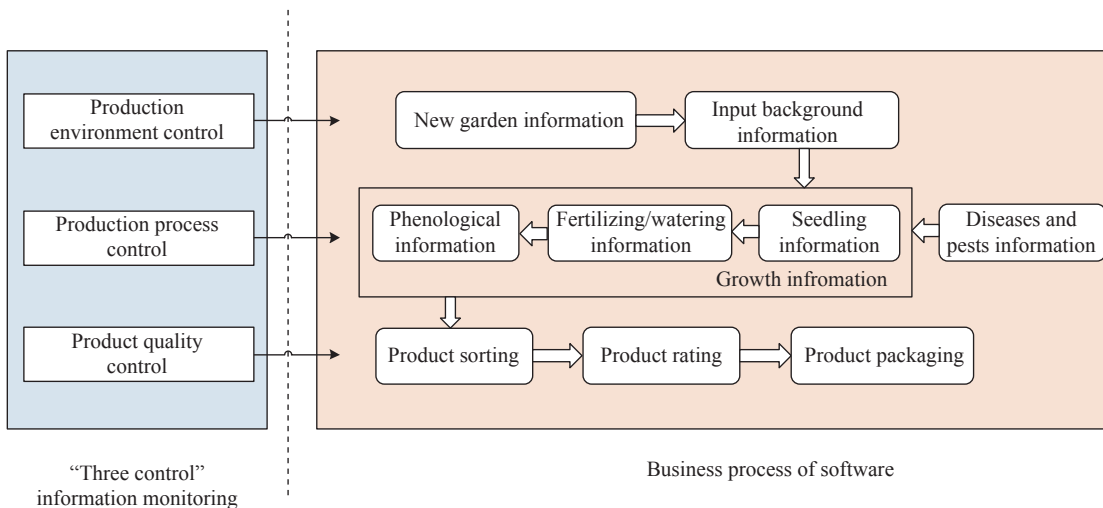 Production
environment control
New garden information
Input background
information
Production process
control
Phenological
information
Fertilizing/watering
information
Seedling
information
Diseases and
pests information
Growth infromation
Product quality
control
Product sorting
Product rating
Product packaging
“Three control”
information monitoring
Business process of software